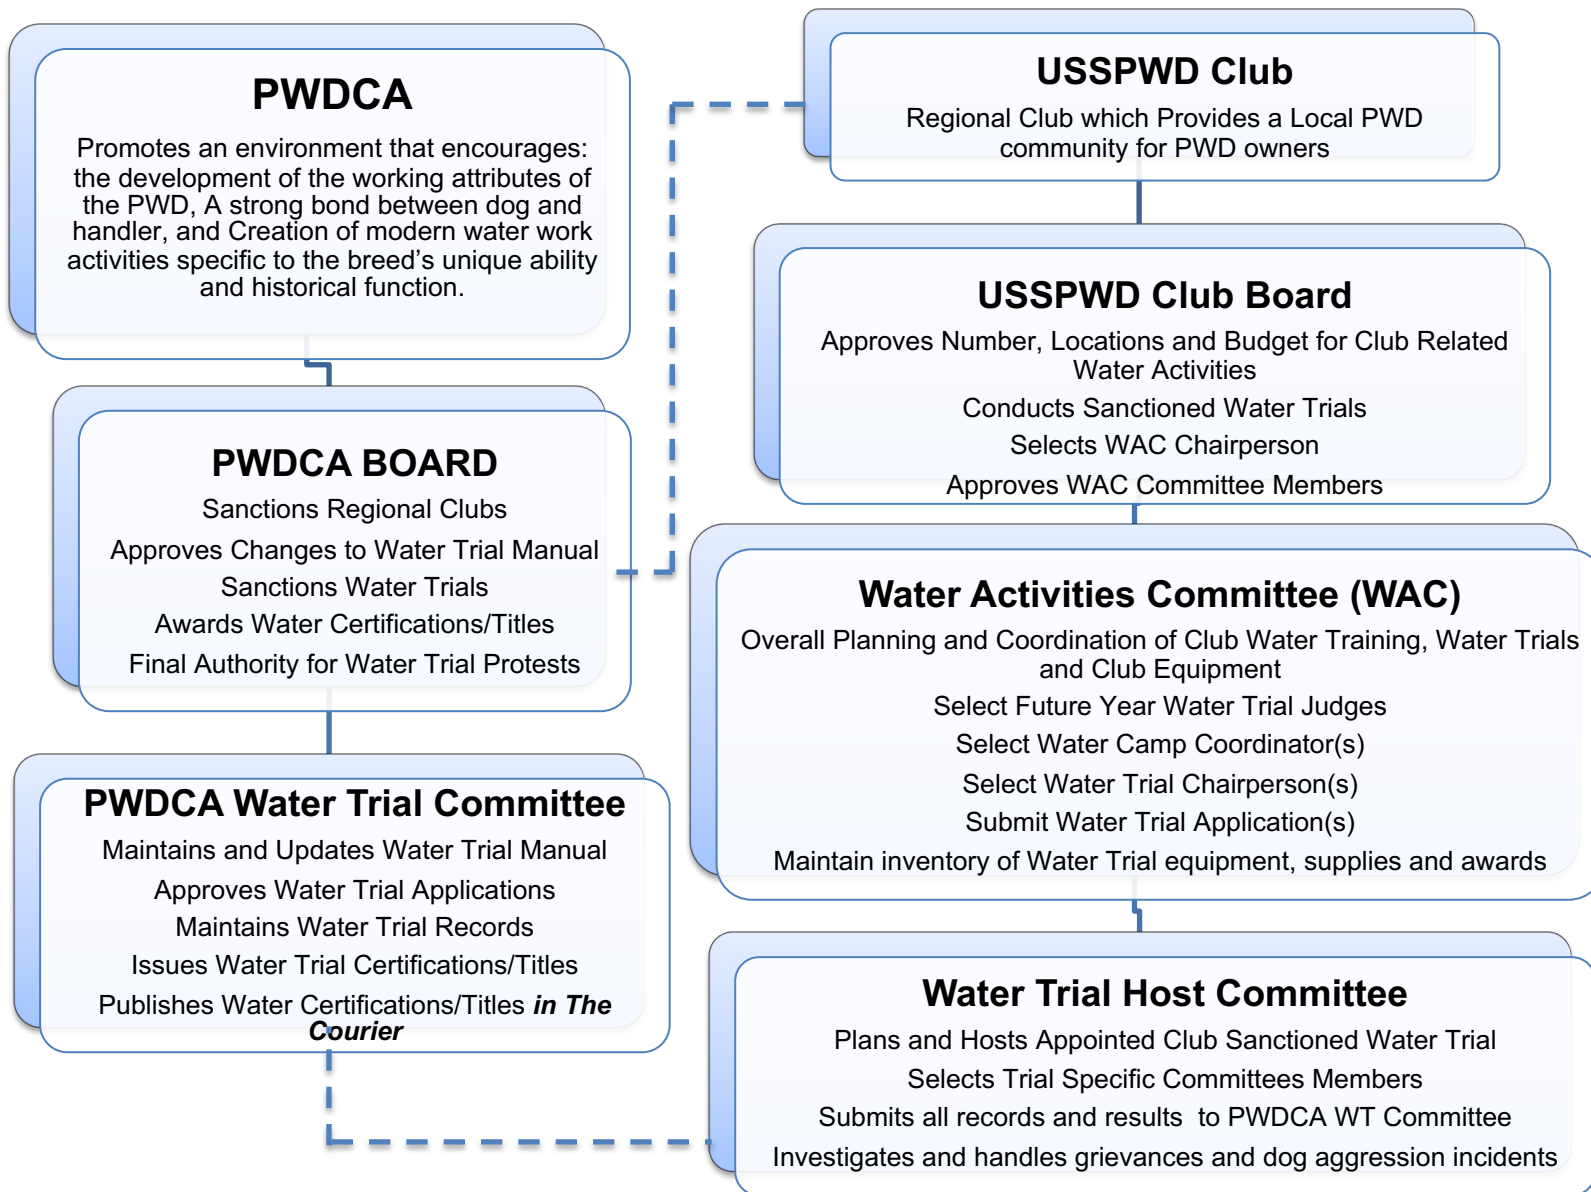 PWDCA
Promotes an environment that encourages:
the development of the working attributes of
the PWD, A strong bond between dog and
handler, and Creation of modern water work
activities specific to the breed’s unique ability
and historical function.
PWDCA BOARD
Sanctions Regional Clubs
Approves Changes to Water Trial Manual
Sanctions Water Trials
Awards Water Certifications/Titles
Final Authority for Water Trial Protests
PWDCA Water Trial Committee
Maintains and Updates Water Trial Manual
Approves Water Trial Applications
Maintains Water Trial Records
Issues Water Trial Certifications/Titles
Publishes Water Certifications/Titles in The
Courier
USSPWD Club
Regional Club which Provides a Local PWD
community for PWD owners
USSPWD Club Board
Approves Number, Locations and Budget for Club Related
Water Activities
Conducts Sanctioned Water Trials
Selects WAC Chairperson
Approves WAC Committee Members
Water Activities Committee (WAC)
Overall Planning and Coordination of Club Water Training, Water Trials
and Club Equipment
Select Future Year Water Trial Judges
Select Water Camp Coordinator(s)
Select Water Trial Chairperson(s)
Submit Water Trial Application(s)
Maintain inventory of Water Trial equipment, supplies and awards
Water Trial Host Committee
Plans and Hosts Appointed Club Sanctioned Water Trial
Selects Trial Specific Committees Members
Submits all records and results  to PWDCA WT Committee
Investigates and handles grievances and dog aggression incidents